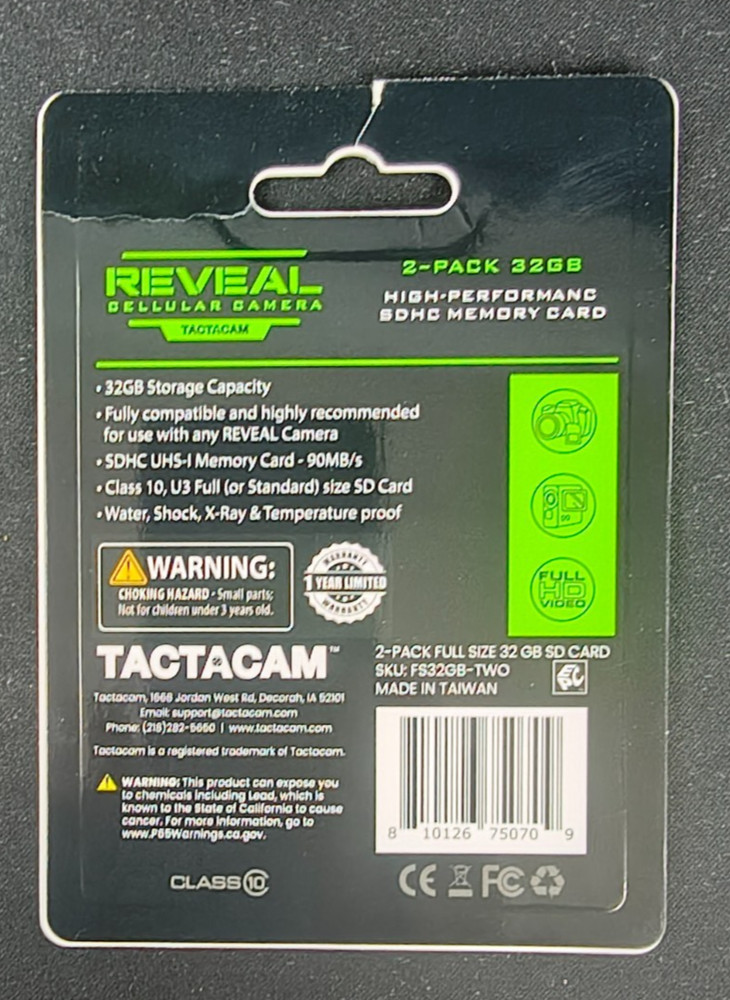 REVEAL
CELLULAR CAMERA
TACTACAM
2-PACK 32GB
HIGH-PERFORMANC
SDHC MEMORY CARD
• 32GB Storage Capacity
• Fully compatible and highly recommended
for use with any REVEAL Camera
• SDHC UHS-I Memory Card - 90MB/s
• Class 10, U3 Full (or Standard) size SD Card
• Water, Shock, X-Ray & Temperature proof
FULL
HD
VIDEO
WARNING:
CHOKING HAZARD - Small parts;
Not for children under 3 years old.
WARRANTY
1 YEAR LIMITED
WARRANTY
TACTACAM™
Tactacam, 1666 Jordan West Rd, Decorah, IA 52101
Email: support@tactacam.com
Phone: (218)282-5650 | www.tactacam.com
Tactacam is a registered trademark of Tactacam.
WARNING: This product can expose you
to chemicals including Lead, which is
known to the State of California to cause
cancer. For more information, go to
www.P65Warnings.ca.gov.
CLASS 10
2-PACK FULL SIZE 32 GB SD CARD
SKU: FS32GB-TWO
MADE IN TAIWAN
8 10126 75070 9
CE FC